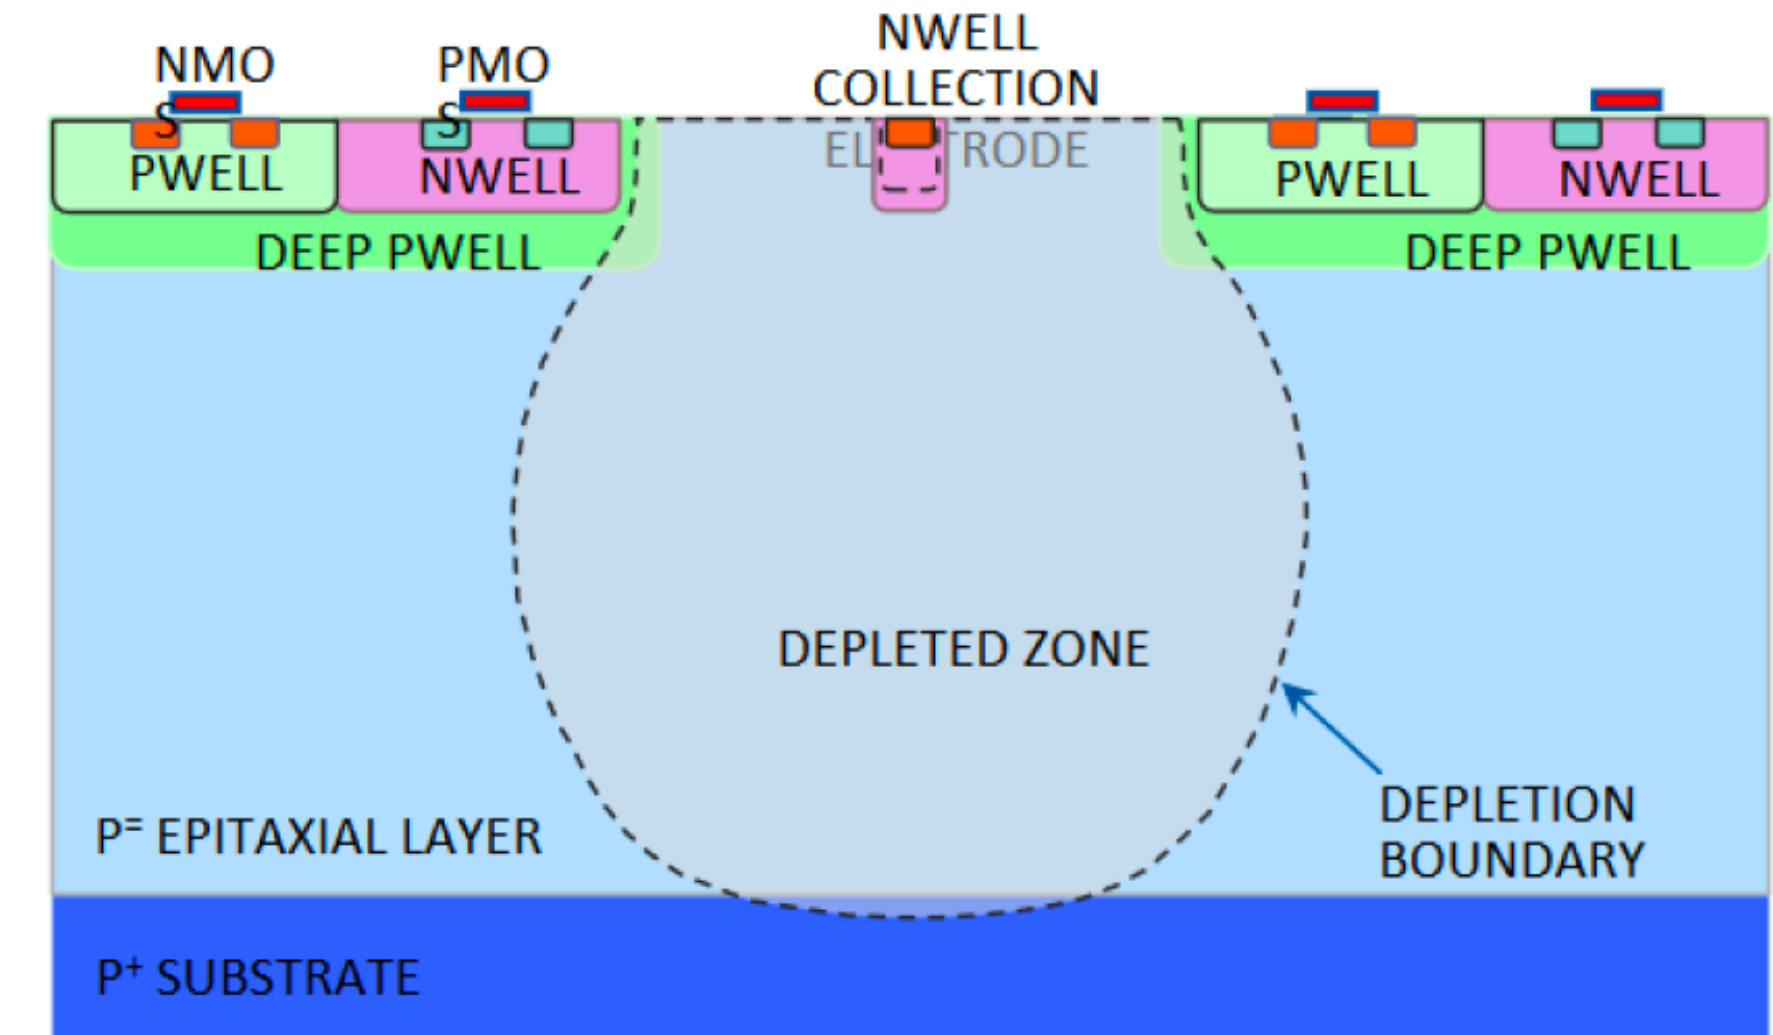 NMO
S
PMO
S
NWELL
COLLECTION
ELRODE
PWELL
NWELL
PWELL
NWELL
DEEP PWELL
DEEP PWELL
DEPLETED ZONE
DEPLETION
BOUNDARY
P= EPITAXIAL LAYER
P+ SUBSTRATE